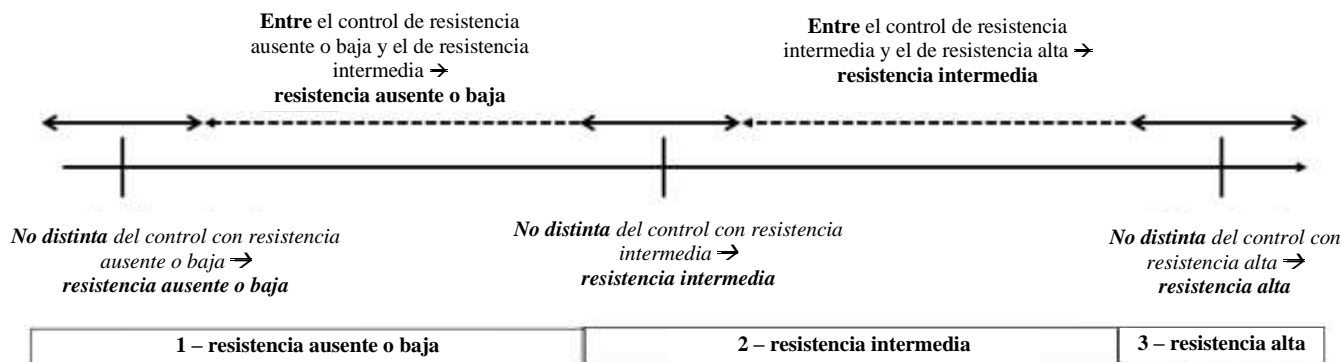 Entre el control de resistencia
ausente o baja y el de resistencia
intermedia →
resistencia ausente o baja
Entre el control de resistencia
intermedia y el de resistencia alta →
resistencia intermedia
No distinta del control con resistencia
ausente o baja →
resistencia ausente o baja
No distinta del control con resistencia
intermedia →
resistencia intermedia
No distinta del control con
resistencia alta →
resistencia alta
1 – resistencia ausente o baja
2 – resistencia intermedia
3 – resistencia alta